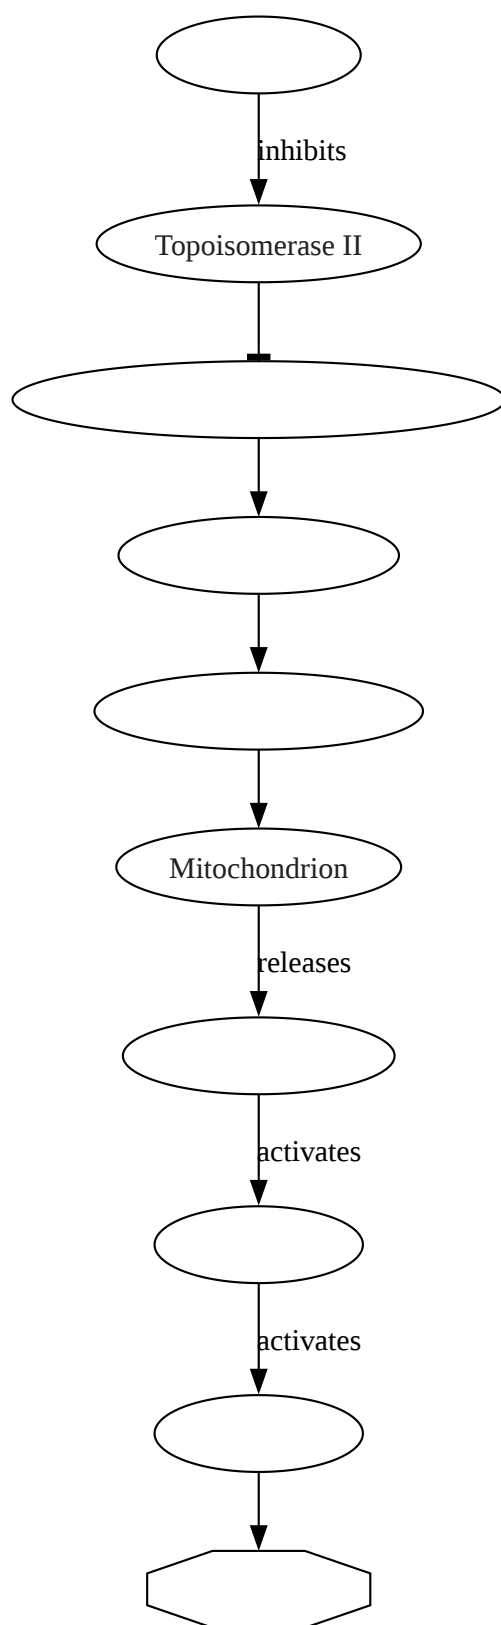 inhibits
Topoisomerase II
Mitochondrion
releases
activates
activates